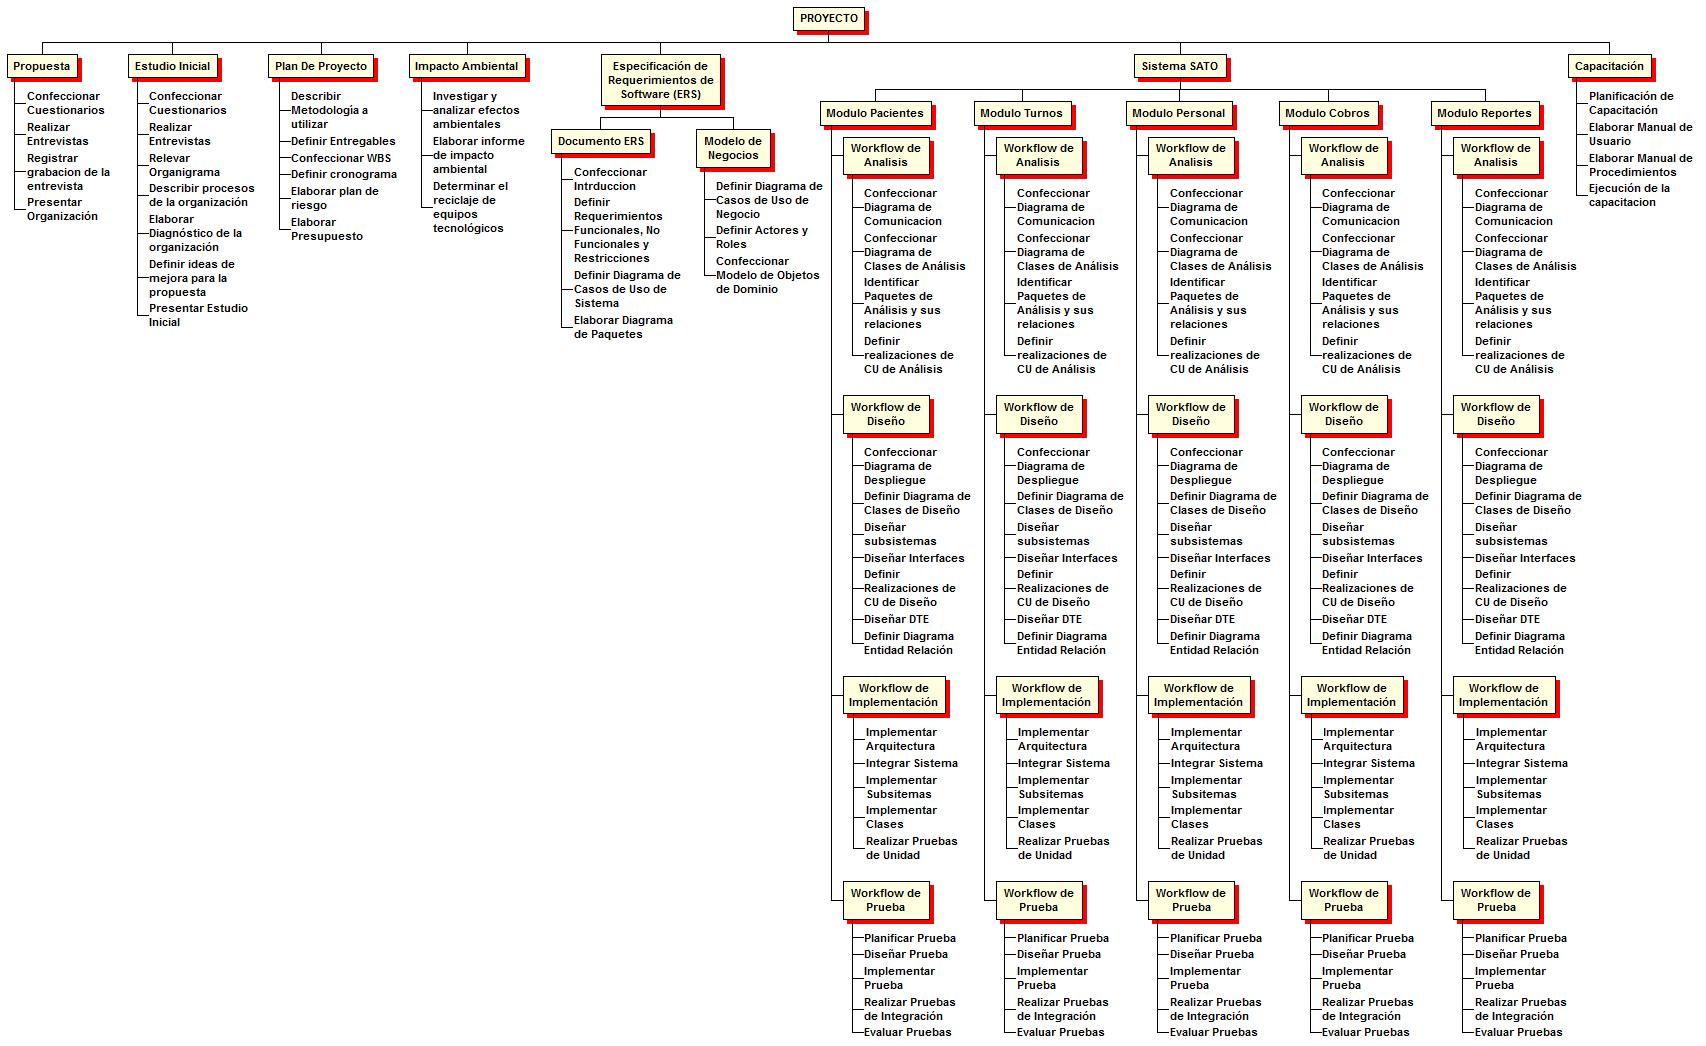 PROYECTO
Propuesta
Confeccionar
Cuestionarios
Realizar
Entrevistas
Registrar
grabacion de la
entrevista
Presentar
Organización
Estudio Inicial
Confeccionar
Cuestionarios
Realizar
Entrevistas
Relevar
Organigrama
Describir procesos
de la organización
Elaborar
Diagnóstico de la
organización
Definir ideas de
mejora para la
propuesta
Presentar Estudio
Inicial
Plan De Proyecto
Describir
Metodología a
utilizar
Definir Entregables
Confeccionar WBS
Definir cronograma
Elaborar plan de
riesgo
Elaborar
Presupuesto
Impacto Ambiental
Investigar y
analizar efectos
ambientales
Elaborar informe
de impacto
ambiental
Determinar el
reciclaje de
equipos
tecnológicos
Especificación de
Requerimientos de
Software (ERS)
Documento ERS
Confeccionar
Intrduccion
Definir
Requerimientos
Funcionales, No
Funcionales y
Restricciones
Definir Diagrama de
Casos de Uso de
Sistema
Elaborar Diagrama
de Paquetes
Modelo de
Negocios
Definir Diagrama de
Casos de Uso de
Negocio
Definir Actores y
Roles
Confeccionar
Modelo de Objetos
de Dominio
Sistema SATO
Modulo Pacientes
Workflow de
Analisis
Confeccionar
Diagrama de
Comunicacion
Confeccionar
Diagrama de
Clases de Análisis
Identificar
Paquetes de
Análisis y sus
relaciones
Definir
realizaciones de
CU de Análisis
Workflow de
Diseño
Confeccionar
Diagrama de
Despliegue
Definir Diagrama de
Clases de Diseño
Diseñar
subsistemas
Diseñar Interfaces
Definir
Realizaciones de
CU de Diseño
Diseñar DTE
Definir Diagrama
Entidad Relación
Workflow de
Implementación
Implementar
Arquitectura
Integrar Sistema
Implementar
Subsitemas
Implementar
Clases
Realizar Pruebas
de Unidad
Workflow de
Prueba
Planificar Prueba
Diseñar Prueba
Implementar
Prueba
Realizar Pruebas
de Integración
Evaluar Pruebas
Modulo Turnos
Workflow de
Analisis
Confeccionar
Diagrama de
Comunicacion
Confeccionar
Diagrama de
Clases de Análisis
Identificar
Paquetes de
Análisis y sus
relaciones
Definir
realizaciones de
CU de Análisis
Workflow de
Diseño
Confeccionar
Diagrama de
Despliegue
Definir Diagrama de
Clases de Diseño
Diseñar
subsistemas
Diseñar Interfaces
Definir
Realizaciones de
CU de Diseño
Diseñar DTE
Definir Diagrama
Entidad Relación
Workflow de
Implementación
Implementar
Arquitectura
Integrar Sistema
Implementar
Subsitemas
Implementar
Clases
Realizar Pruebas
de Unidad
Workflow de
Prueba
Planificar Prueba
Diseñar Prueba
Implementar
Prueba
Realizar Pruebas
de Integración
Evaluar Pruebas
Modulo Personal
Workflow de
Analisis
Confeccionar
Diagrama de
Comunicacion
Confeccionar
Diagrama de
Clases de Análisis
Identificar
Paquetes de
Análisis y sus
relaciones
Definir
realizaciones de
CU de Análisis
Workflow de
Diseño
Confeccionar
Diagrama de
Despliegue
Definir Diagrama de
Clases de Diseño
Diseñar
subsistemas
Diseñar Interfaces
Definir
Realizaciones de
CU de Diseño
Diseñar DTE
Definir Diagrama
Entidad Relación
Workflow de
Implementación
Implementar
Arquitectura
Integrar Sistema
Implementar
Subsitemas
Implementar
Clases
Realizar Pruebas
de Unidad
Workflow de
Prueba
Planificar Prueba
Diseñar Prueba
Implementar
Prueba
Realizar Pruebas
de Integración
Evaluar Pruebas
Modulo Cobros
Workflow de
Analisis
Confeccionar
Diagrama de
Comunicacion
Confeccionar
Diagrama de
Clases de Análisis
Identificar
Paquetes de
Análisis y sus
relaciones
Definir
realizaciones de
CU de Análisis
Workflow de
Diseño
Confeccionar
Diagrama de
Despliegue
Definir Diagrama de
Clases de Diseño
Diseñar
subsistemas
Diseñar Interfaces
Definir
Realizaciones de
CU de Diseño
Diseñar DTE
Definir Diagrama
Entidad Relación
Workflow de
Implementación
Implementar
Arquitectura
Integrar Sistema
Implementar
Subsitemas
Implementar
Clases
Realizar Pruebas
de Unidad
Workflow de
Prueba
Planificar Prueba
Diseñar Prueba
Implementar
Prueba
Realizar Pruebas
de Integración
Evaluar Pruebas
Modulo Reportes
Workflow de
Analisis
Confeccionar
Diagrama de
Comunicacion
Confeccionar
Diagrama de
Clases de Análisis
Identificar
Paquetes de
Análisis y sus
relaciones
Definir
realizaciones de
CU de Análisis
Workflow de
Diseño
Confeccionar
Diagrama de
Despliegue
Definir Diagrama de
Clases de Diseño
Diseñar
subsistemas
Diseñar Interfaces
Definir
Realizaciones de
CU de Diseño
Diseñar DTE
Definir Diagrama
Entidad Relación
Workflow de
Implementación
Implementar
Arquitectura
Integrar Sistema
Implementar
Subsitemas
Implementar
Clases
Realizar Pruebas
de Unidad
Workflow de
Prueba
Planificar Prueba
Diseñar Prueba
Implementar
Prueba
Realizar Pruebas
de Integración
Evaluar Pruebas
Capacitación
Planificación de
Capacitación
Elaborar Manual de
Usuario
Elaborar Manual de
Procedimientos
Ejecución de la
capacitacion